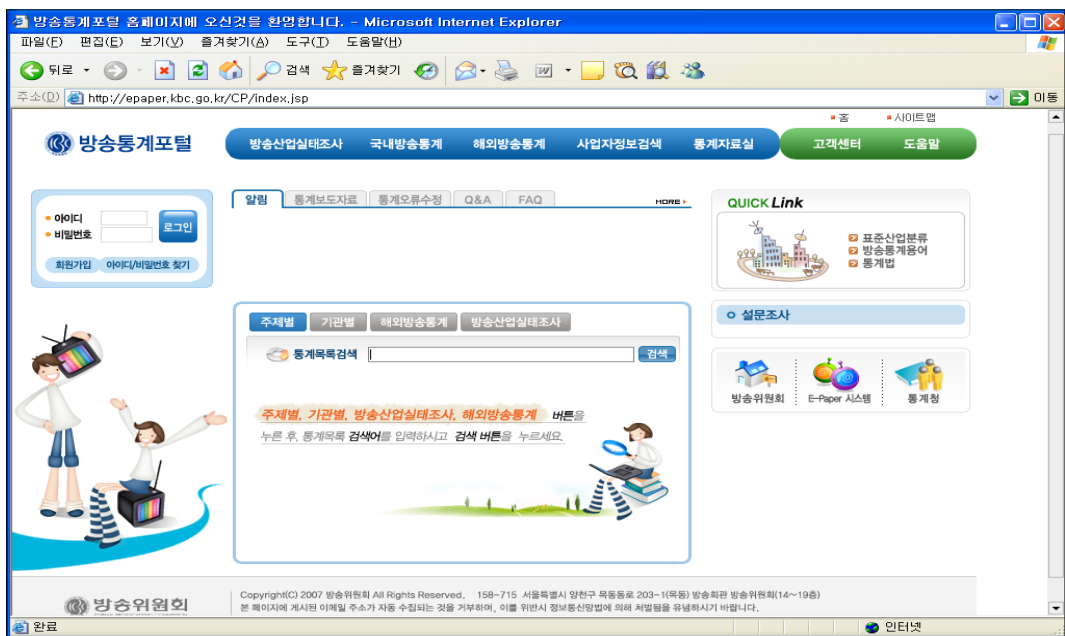 방송통계포털 홈페이지에 오신것을 환영합니다. - Microsoft Internet Explorer
파일(F) 편집(E) 보기(V) 즐겨찾기(A) 도구(T) 도움말(H)
뒤로 검색 즐겨찾기
주소(D) http://epaper.kbc.go.kr/CP/index.jsp 이동
홈 사이트맵
방송통계포털 방송산업실태조사 국내방송통계 해외방송통계 사업자정보검색 통계자료실 고객센터 도움말
알림 통계보도자료 통계오류수정 Q&A FAQ MORE
아이디
비밀번호
로그인
회원가입 아이디/비밀번호 찾기
QUICK Link
표준산업분류
방송통계용어
통계법
설문조사
주제별 기관별 해외방송통계 방송산업실태조사
통계목록검색 검색
주제별, 기관별, 방송산업실태조사, 해외방송통계 버튼을
누른 후, 통계목록 검색어를 입력하시고 검색 버튼을 누르세요.
방송위원회 E-Paper 시스템 통계청
방송위원회
Copyright(C) 2007 방송위원회 All Rights Reserved. 158-715 서울특별시 양천구 목동동로 203-1(목동) 방송회관 방송위원회(14~19층)
본 페이지에 게시된 이메일 주소가 자동 수집되는 것을 거부하며, 이를 위반시 정보통신망법에 의해 처벌됨을 유념하시기 바랍니다.
완료 인터넷